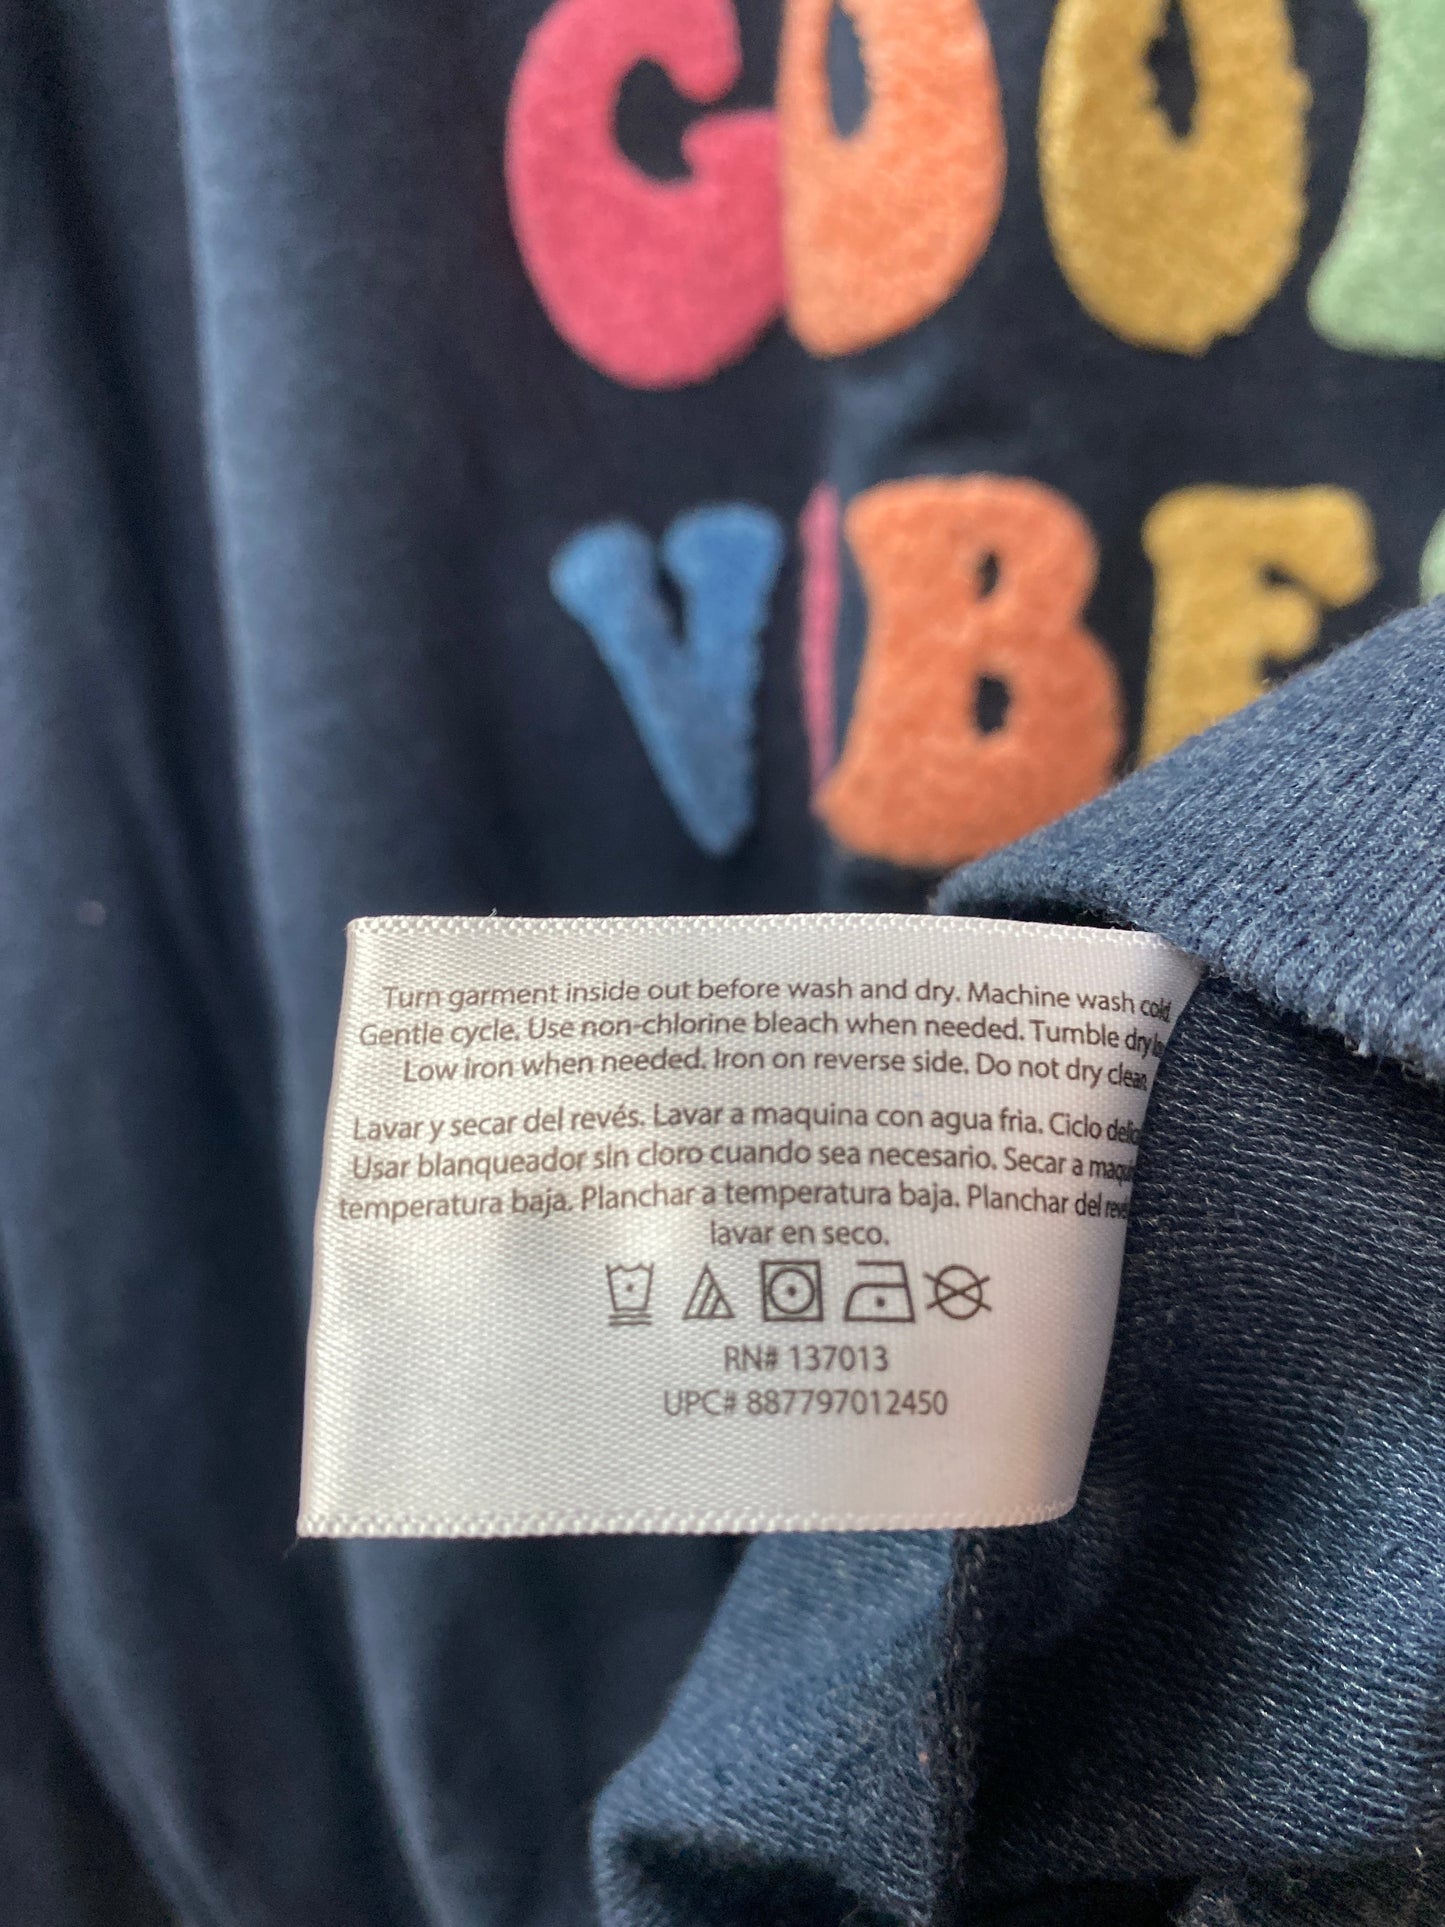 GOOD
VIBES
Turn garment inside out before wash and dry. Machine wash cold.
Gentle cycle. Use non-chlorine bleach when needed. Tumble dry
Low iron when needed. Iron on reverse side. Do not dry clean.
Lavar y secar del revés. Lavar a maquina con agua fria. Ciclo
Usar blanqueador sin cloro cuando sea necesario. Secar a
temperatura baja. Planchar a temperatura baja. Planchar del
lavar en seco.
RN# 137013
UPC# 887797012450